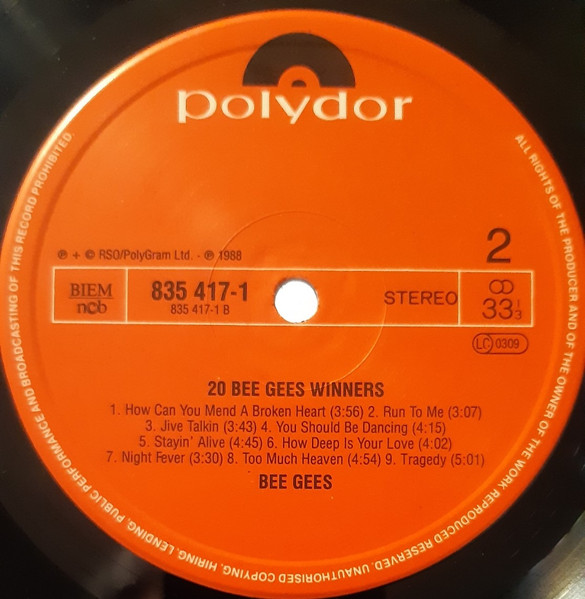 polydor
ALL RIGHTS OF THE PRODUCER AND OF THE OWNER OF THE WORK REPRODUCED RESERVED. UNAUTHORISED COPYING, HIRING, LENDING, PUBLIC PERFORMANCE AND BROADCASTING OF THIS RECORD PROHIBITED.
℗ + © RSO/PolyGram Ltd. - ℗ 1988
2
BIEM
ncb
835 417-1
835 417-1 B
STEREO
33 1/3
LC 0309
20 BEE GEES WINNERS
1. How Can You Mend A Broken Heart (3:56) 2. Run To Me (3:07)
3. Jive Talkin (3:43) 4. You Should Be Dancing (4:15)
5. Stayin' Alive (4:45) 6. How Deep Is Your Love (4:02)
7. Night Fever (3:30) 8. Too Much Heaven (4:54) 9. Tragedy (5:01)
BEE GEES